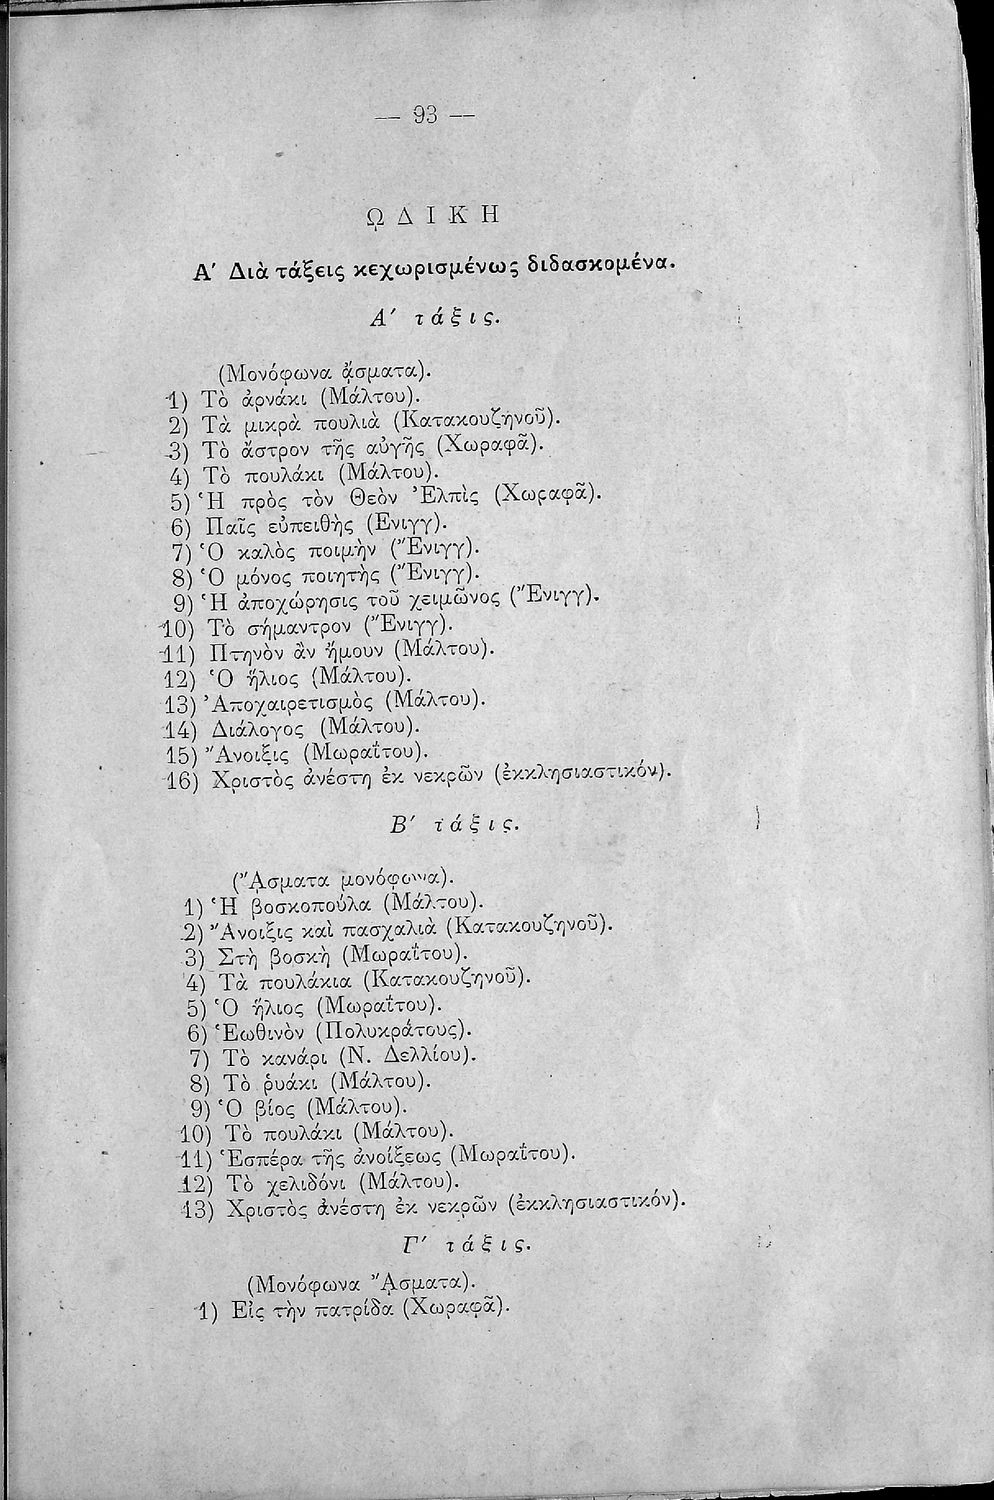 — 93 —
ῼΔΙΚΗ
Α' Διὰ τάξεις κεχωρισμένως διδασκομένα.
Α' τάξις.
(Μονόφωνα ᾄσματα).
1) Τὸ ἀρνάκι (Μάλτου).
2) Τὰ μικρὰ πουλιὰ (Κατακουζηνοῦ).
3) Τὸ ἄστρον τῆς αὐγῆς (Χωραφᾶ).
4) Τὸ πουλάκι (Μάλτου).
5) Ἡ πρὸς τὸν Θεὸν Ἐλπὶς (Χωραφᾶ).
6) Παῖς εὐπειθὴς (Ενιγγ).
7) Ὁ καλὸς ποιμὴν (Ἔνιγγ).
8) Ὁ μόνος ποιητὴς (Ἔνιγγ).
9) Ἡ ἀποχώρησις τοῦ χειμῶνος (Ἔνιγγ).
10) Τὸ σήμαντρον (Ἔνιγγ).
11) Πτηνὸν ἂν ἤμουν (Μάλτου).
12) Ὁ ἥλιος (Μάλτου).
13) Ἀποχαιρετισμὸς (Μάλτου).
14) Διάλογος (Μάλτου).
15) Ἄνοιξις (Μωραΐτου).
16) Χριστὸς ἀνέστη ἐκ νεκρῶν (ἐκκλησιαστικόν).
Β' τάξις.
(ᾌσματα μονόφωνα).
1) Ἡ βοσκοπούλα (Μάλτου).
2) Ἄνοιξις καὶ πασχαλιὰ (Κατακουζηνοῦ).
3) Στὴ βοσκὴ (Μωραΐτου).
4) Τὰ πουλάκια (Κατακουζηνοῦ).
5) Ὁ ἥλιος (Μωραΐτου).
6) Ἑωθινὸν (Πολυκράτους).
7) Τὸ κανάρι (Ν. Δελλίου).
8) Τὸ ῥυάκι (Μάλτου).
9) Ὁ βίος (Μάλτου).
10) Τὸ πουλάκι (Μάλτου).
11) Ἑσπέρα τῆς ἀνοίξεως (Μωραΐτου).
12) Τὸ χελιδόνι (Μάλτου).
13) Χριστὸς ἀνέστη ἐκ νεκρῶν (ἐκκλησιαστικόν).
Γ' τάξις.
(Μονόφωνα ᾌσματα).
1) Εἰς τὴν πατρίδα (Χωραφᾶ).